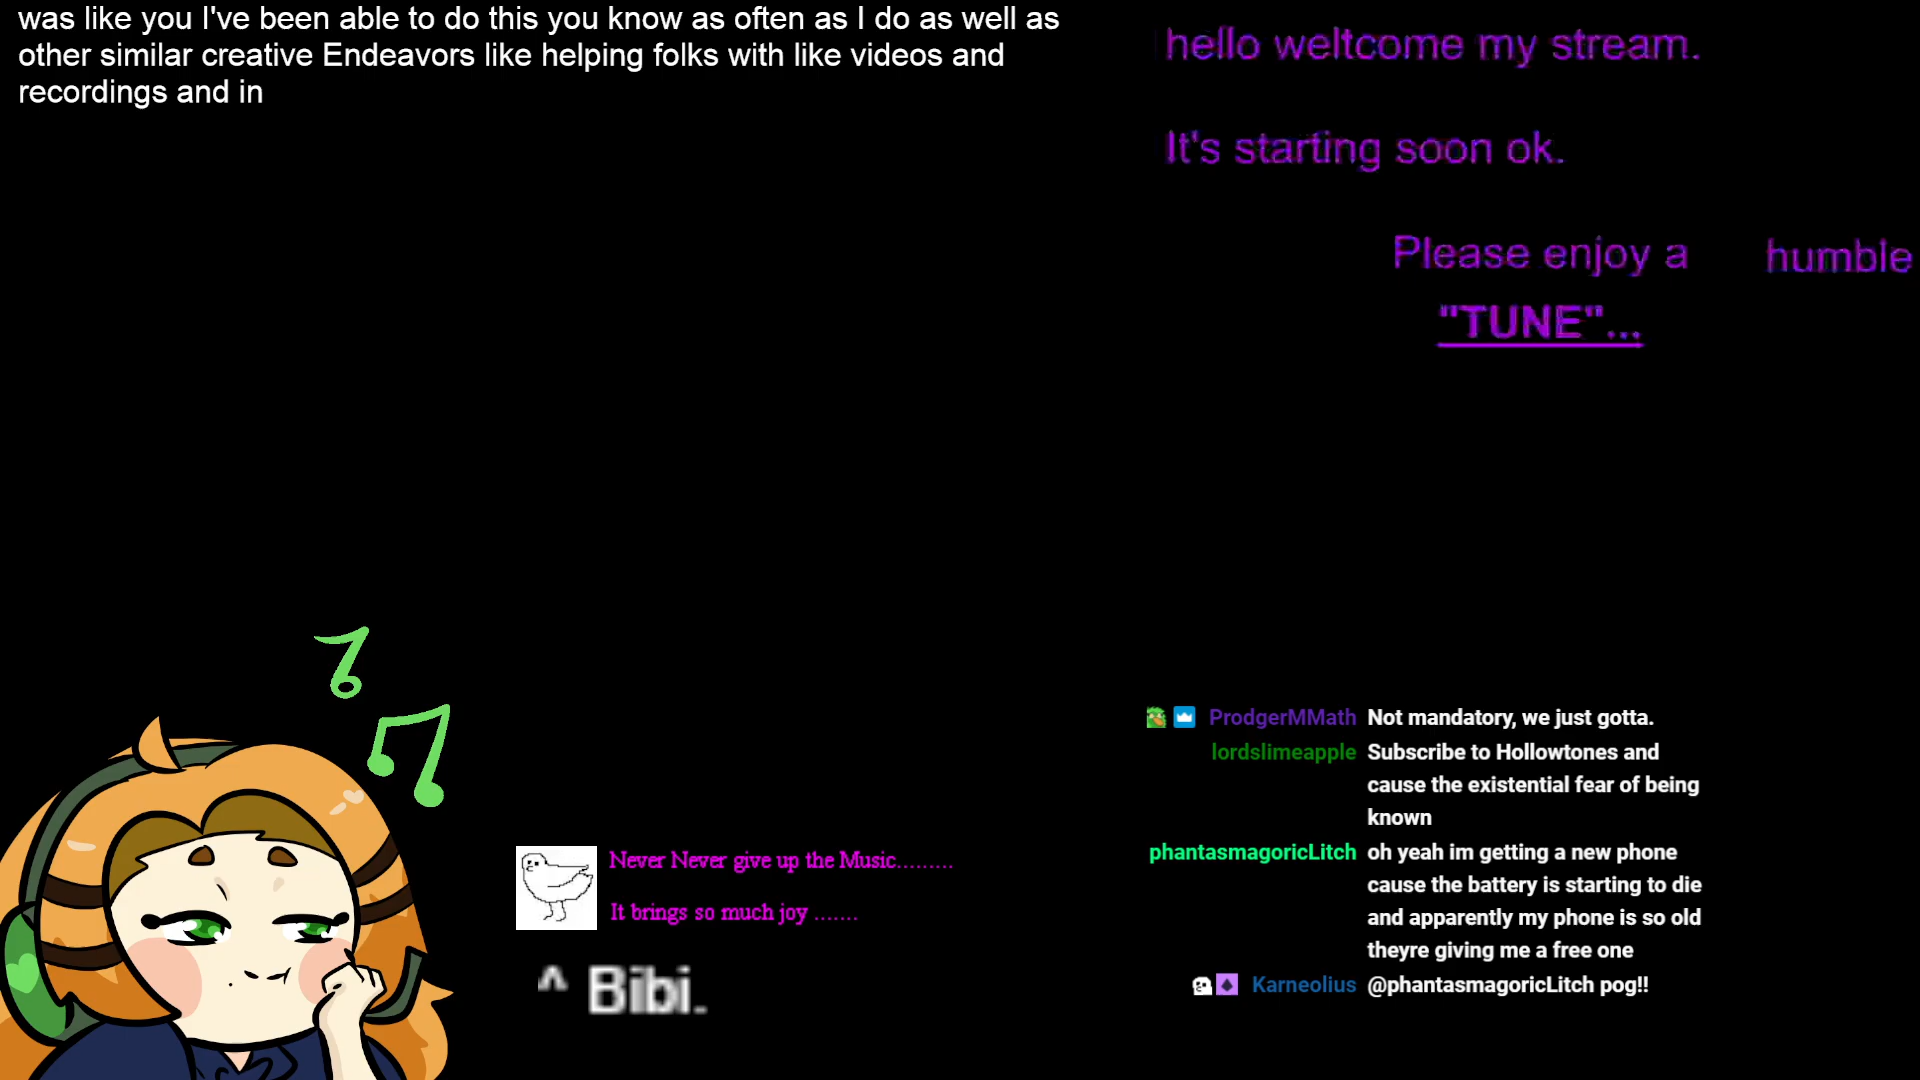 was like you I've been able to do this you know as often as I do as well as
other similar creative Endeavors like helping folks with like videos and
recordings and in
hello weltcome my stream.
It's starting soon ok.
Please enjoy a humble
"TUNE"...
Never Never give up the Music.........
It brings so much joy .......
^ Bibi.
ProdgerMMath Not mandatory, we just gotta.
lordslimeapple Subscribe to Hollowtones and
cause the existential fear of being
known
phantasmagoricLitch oh yeah im getting a new phone
cause the battery is starting to die
and apparently my phone is so old
theyre giving me a free one
Karneolius @phantasmagoricLitch pog!!